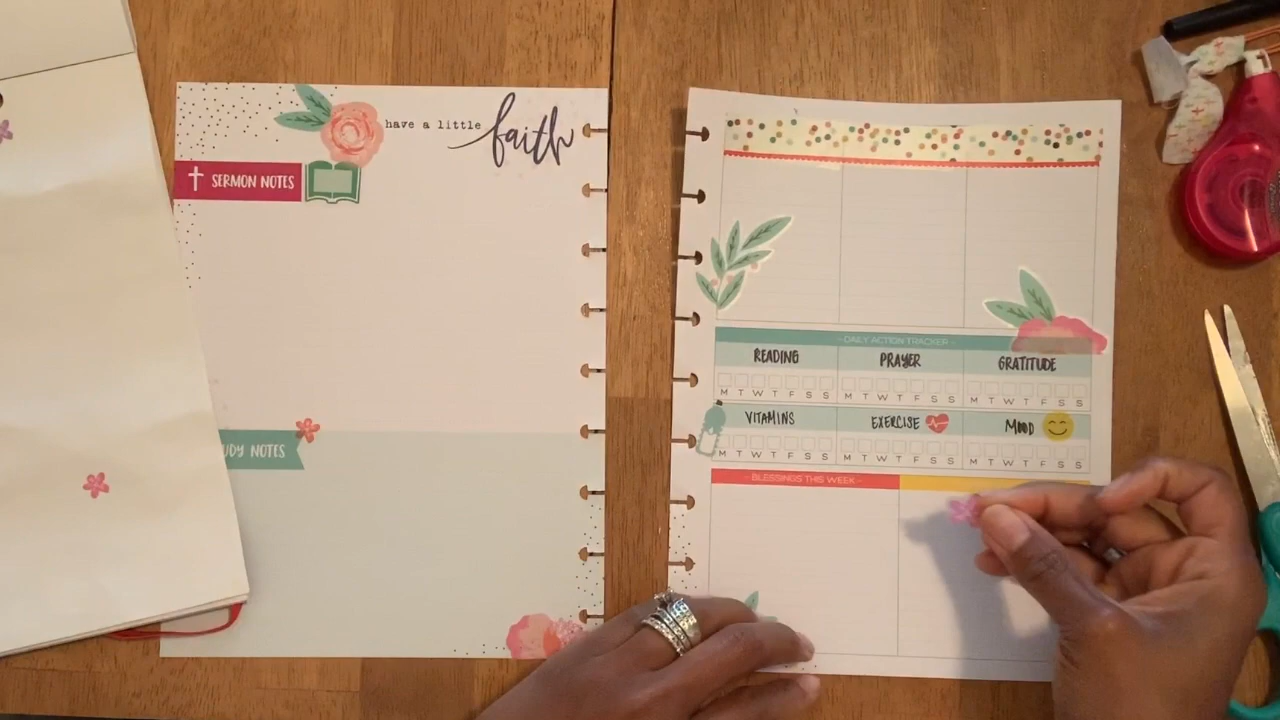 have a little faith
SERMON NOTES
UDY NOTES
- DAILY ACTION TRACKER -
READING PRAYER GRATITUDE
M T W T F S S M T W T F S S M T W T F S S
VITAMINS EXERCISE MOOD
M T W T F S S M T W T F S S M T W T F S S
- BLESSINGS THIS WEEK -